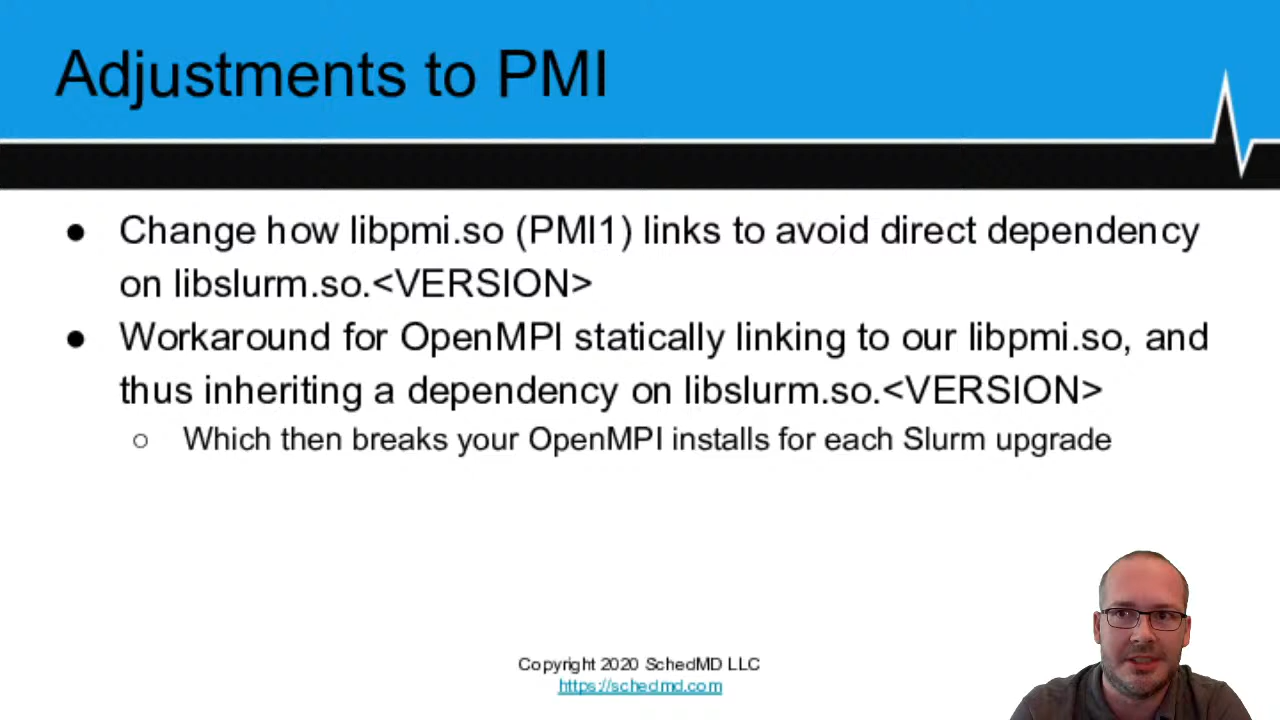 Adjustments to PMI
● Change how libpmi.so (PMI1) links to avoid direct dependency
on libslurm.so.<VERSION>
● Workaround for OpenMPI statically linking to our libpmi.so, and
thus inheriting a dependency on libslurm.so.<VERSION>
○ Which then breaks your OpenMPI installs for each Slurm upgrade
Copyright 2020 SchedMD LLC
https://schedmd.com